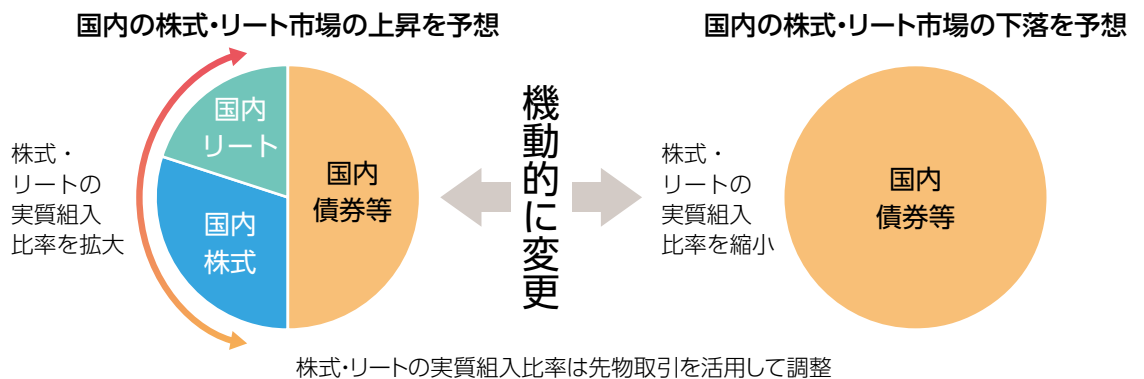 国内の株式・リート市場の上昇を予想
国内の株式・リート市場の下落を予想
国内
リート
国内
株式
国内
債券等
株式・
リートの
実質組入
比率を拡大
機動的に変更
株式・
リートの
実質組入
比率を縮小
国内
債券等
株式・リートの実質組入比率は先物取引を活用して調整